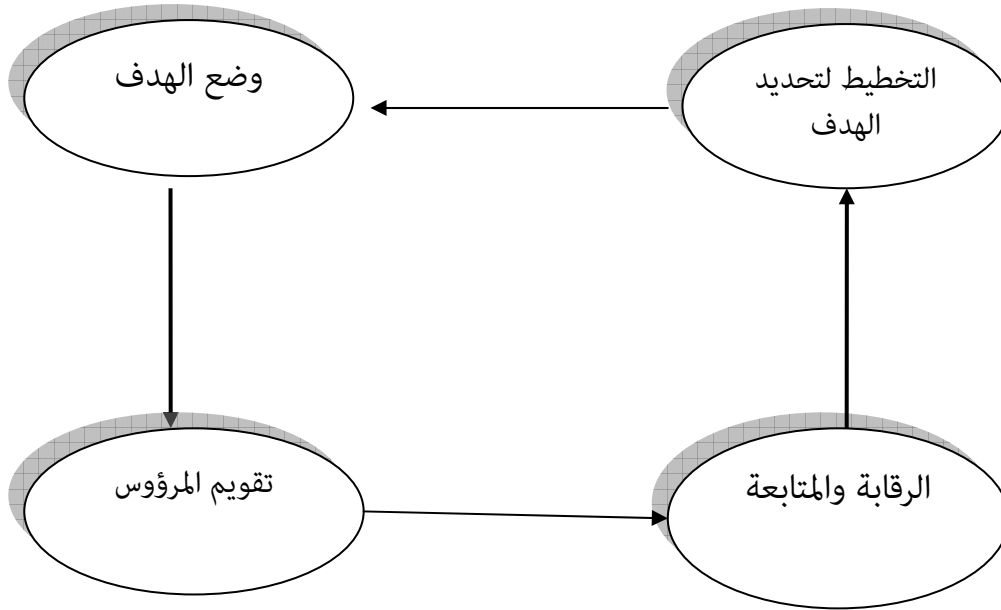 التخطيط لتحديد
الهدف
وضع الهدف
تقويم المرؤوس
الرقابة والمتابعة